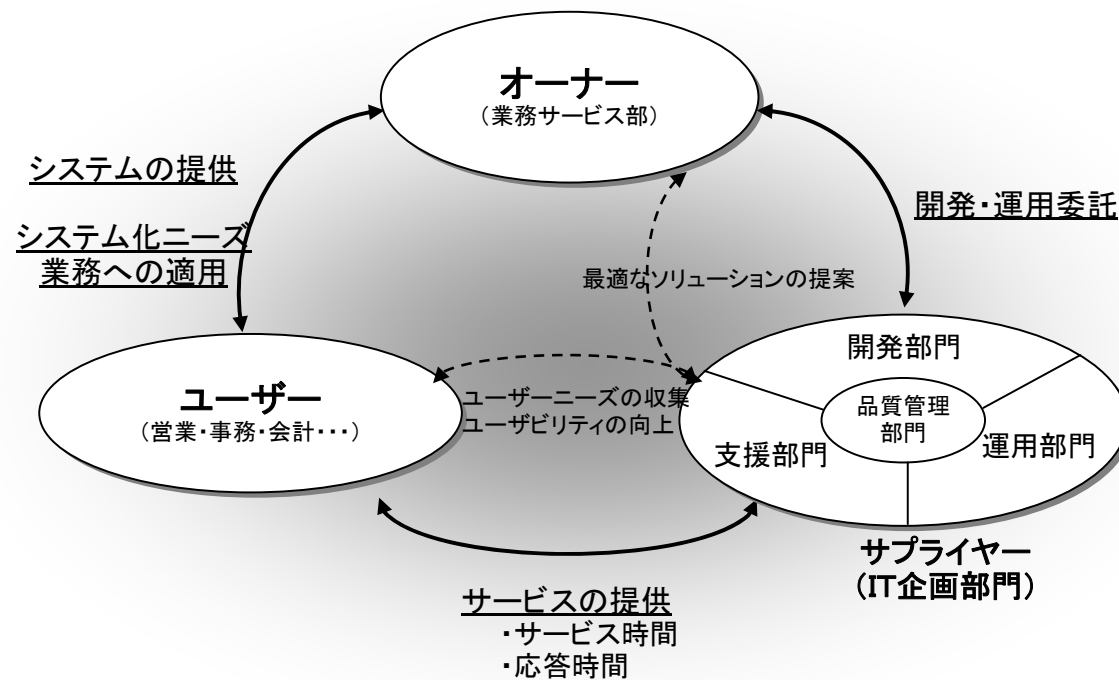 オーナー
（業務サービス部）
システムの提供
システム化ニーズ
業務への適用
開発・運用委託
最適なソリューションの提案
ユーザー
（営業・事務・会計・・・）
ユーザーニーズの収集
ユーザビリティの向上
開発部門
品質管理
部門
支援部門
運用部門
サプライヤー
（IT企画部門）
サービスの提供
・サービス時間
・応答時間